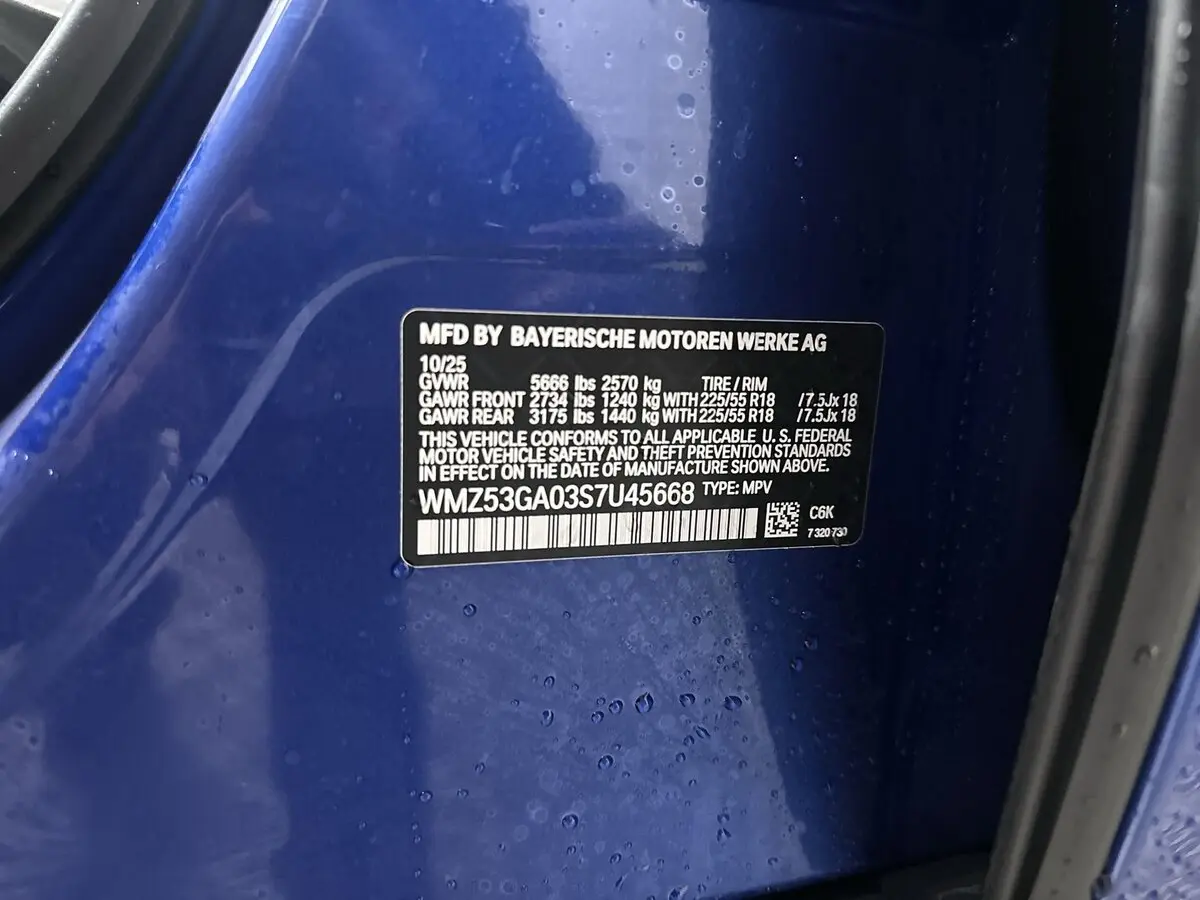 MFD BY BAYERISCHE MOTOREN WERKE AG
10/25
GVWR 5666 lbs 2570 kg TIRE / RIM
GAWR FRONT 2734 lbs 1240 kg WITH 225/55 R18 /7.5Jx 18
GAWR REAR 3175 lbs 1440 kg WITH 225/55 R18 /7.5Jx 18
THIS VEHICLE CONFORMS TO ALL APPLICABLE U. S. FEDERAL
MOTOR VEHICLE SAFETY AND THEFT PREVENTION STANDARDS
IN EFFECT ON THE DATE OF MANUFACTURE SHOWN ABOVE.
WMZ53GA03S7U45668 TYPE: MPV
C6K
7 320 730